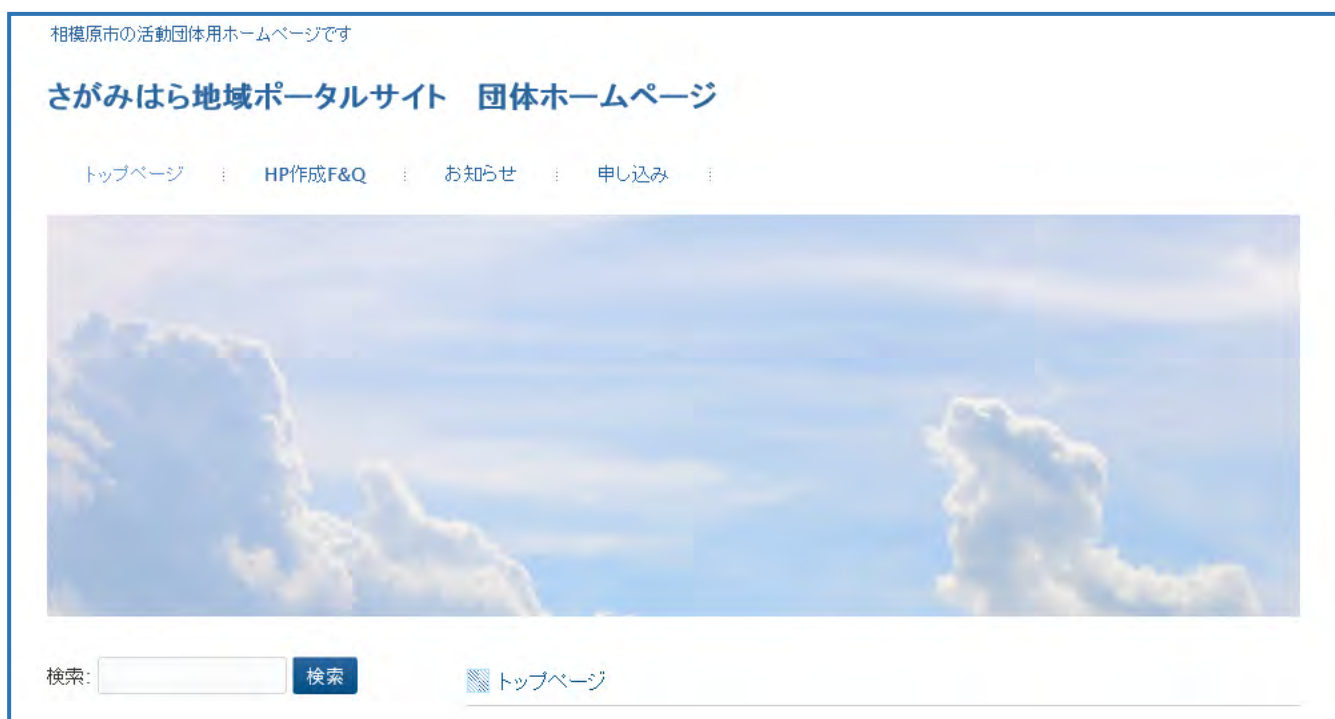 相模原市の活動団体用ホームページです
さがみはら地域ポータルサイト　団体ホームページ
トップページ　HP作成F&Q　お知らせ　申し込み
検索: 検索
トップページ